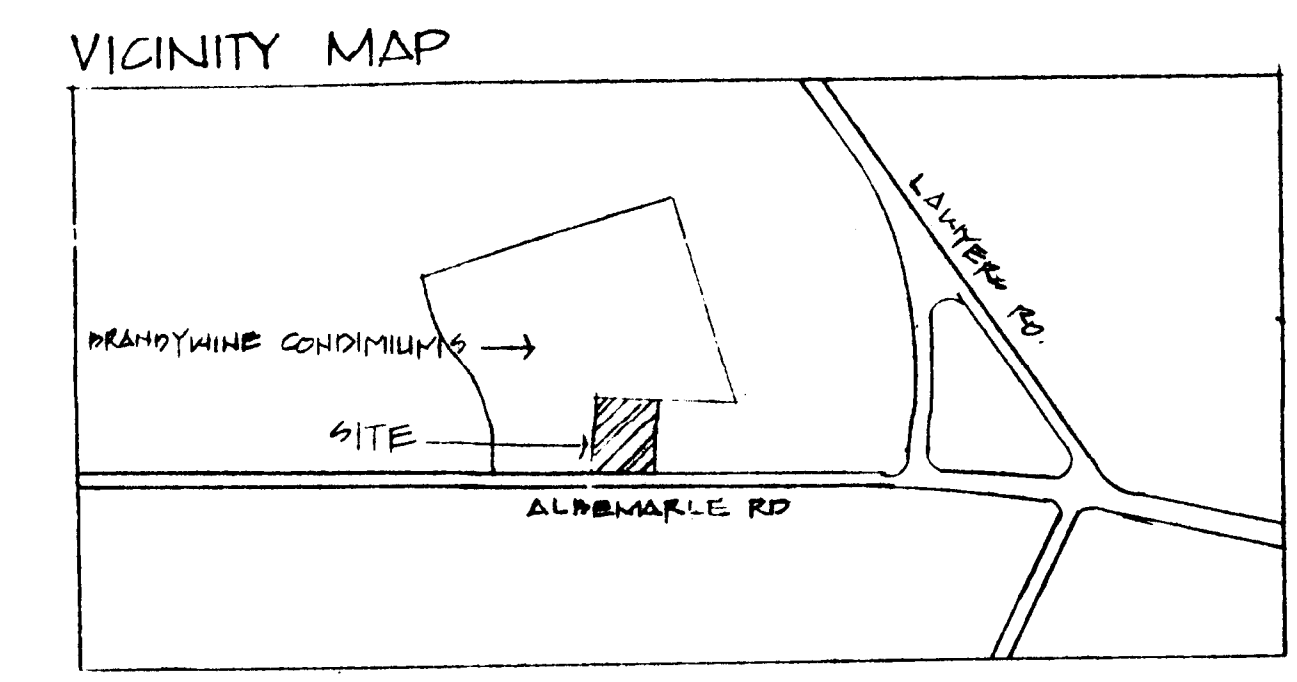 VICINITY MAP
LAWYERS RD.
BRANDYWINE CONDIMIUMS
SITE
ALBEMARLE RD